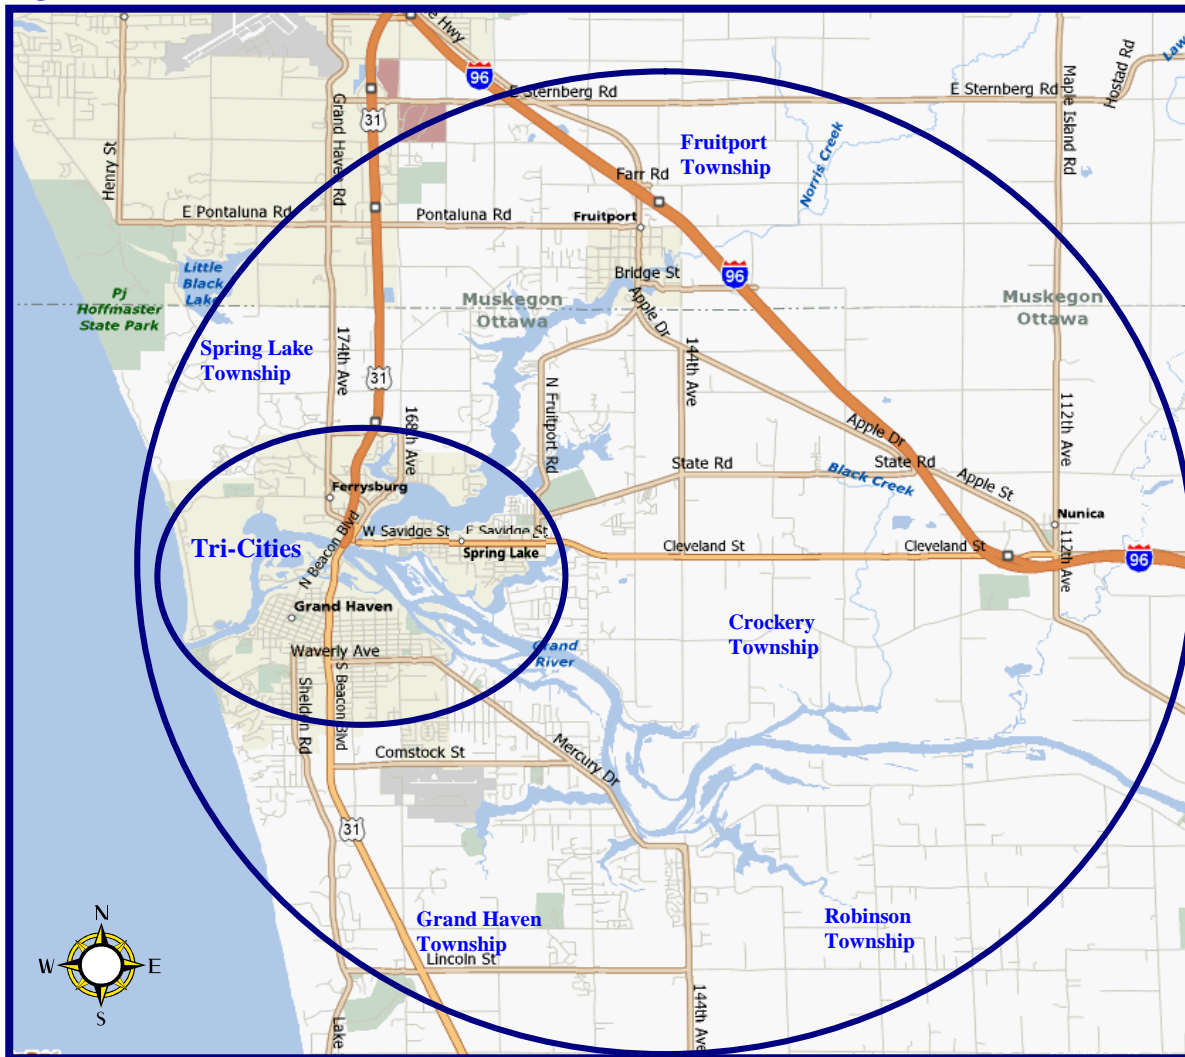 e Hwy
96
E Sternberg Rd
E Sternberg Rd
Hostad Rd
Law
Maple Island Rd
31
Grand Haven Rd
Henry St
Fruitport
Township
Norris Creek
Farr Rd
E Pontaluna Rd
Pontaluna Rd
Fruitport
Little
Black
Lake
Bridge St
96
Pj
Hoffmaster
State Park
Muskegon
Ottawa
Apple Dr
Muskegon
Ottawa
Spring Lake
Township
174th Ave
31
144th Ave
N Fruitport Rd
168th Ave
112th Ave
Apple Dr
State Rd
State Rd
Black Creek
Apple St
Ferrysburg
Nunica
N Beacon Blvd
W Savidge St
E Savidge St
Tri-Cities
Spring Lake
Cleveland St
Cleveland St
112th Ave
96
Grand Haven
Crockery
Township
Waverly Ave
Grand
River
Sheldon Rd
S Beacon Blvd
Comstock St
Mercury Dr
31
Grand Haven
Township
Robinson
Township
Lincoln St
144th Ave
Lake
N
W
E
S